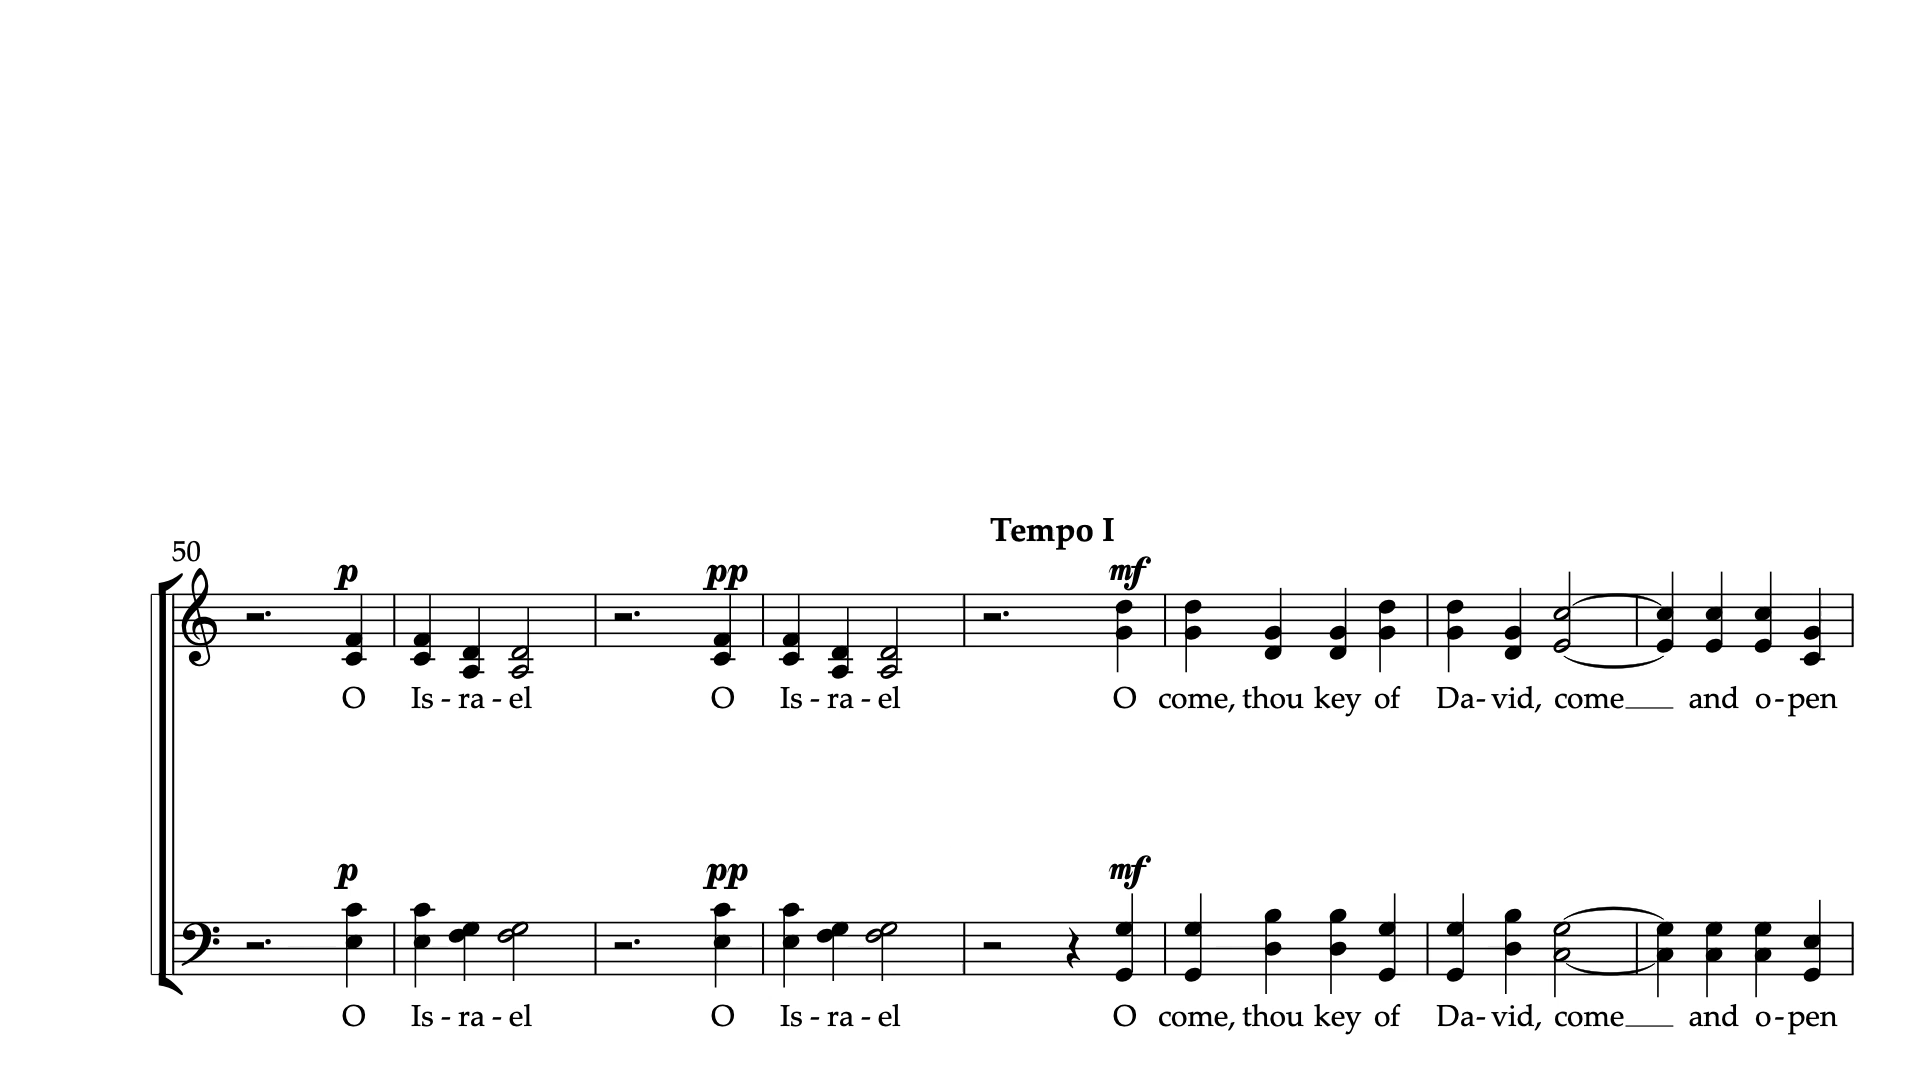 Tempo I
50
p pp mf
O Is - ra - el O Is - ra - el O come, thou key of Da - vid, come and o - pen
p pp mf
O Is - ra - el O Is - ra - el O come, thou key of Da - vid, come and o - pen